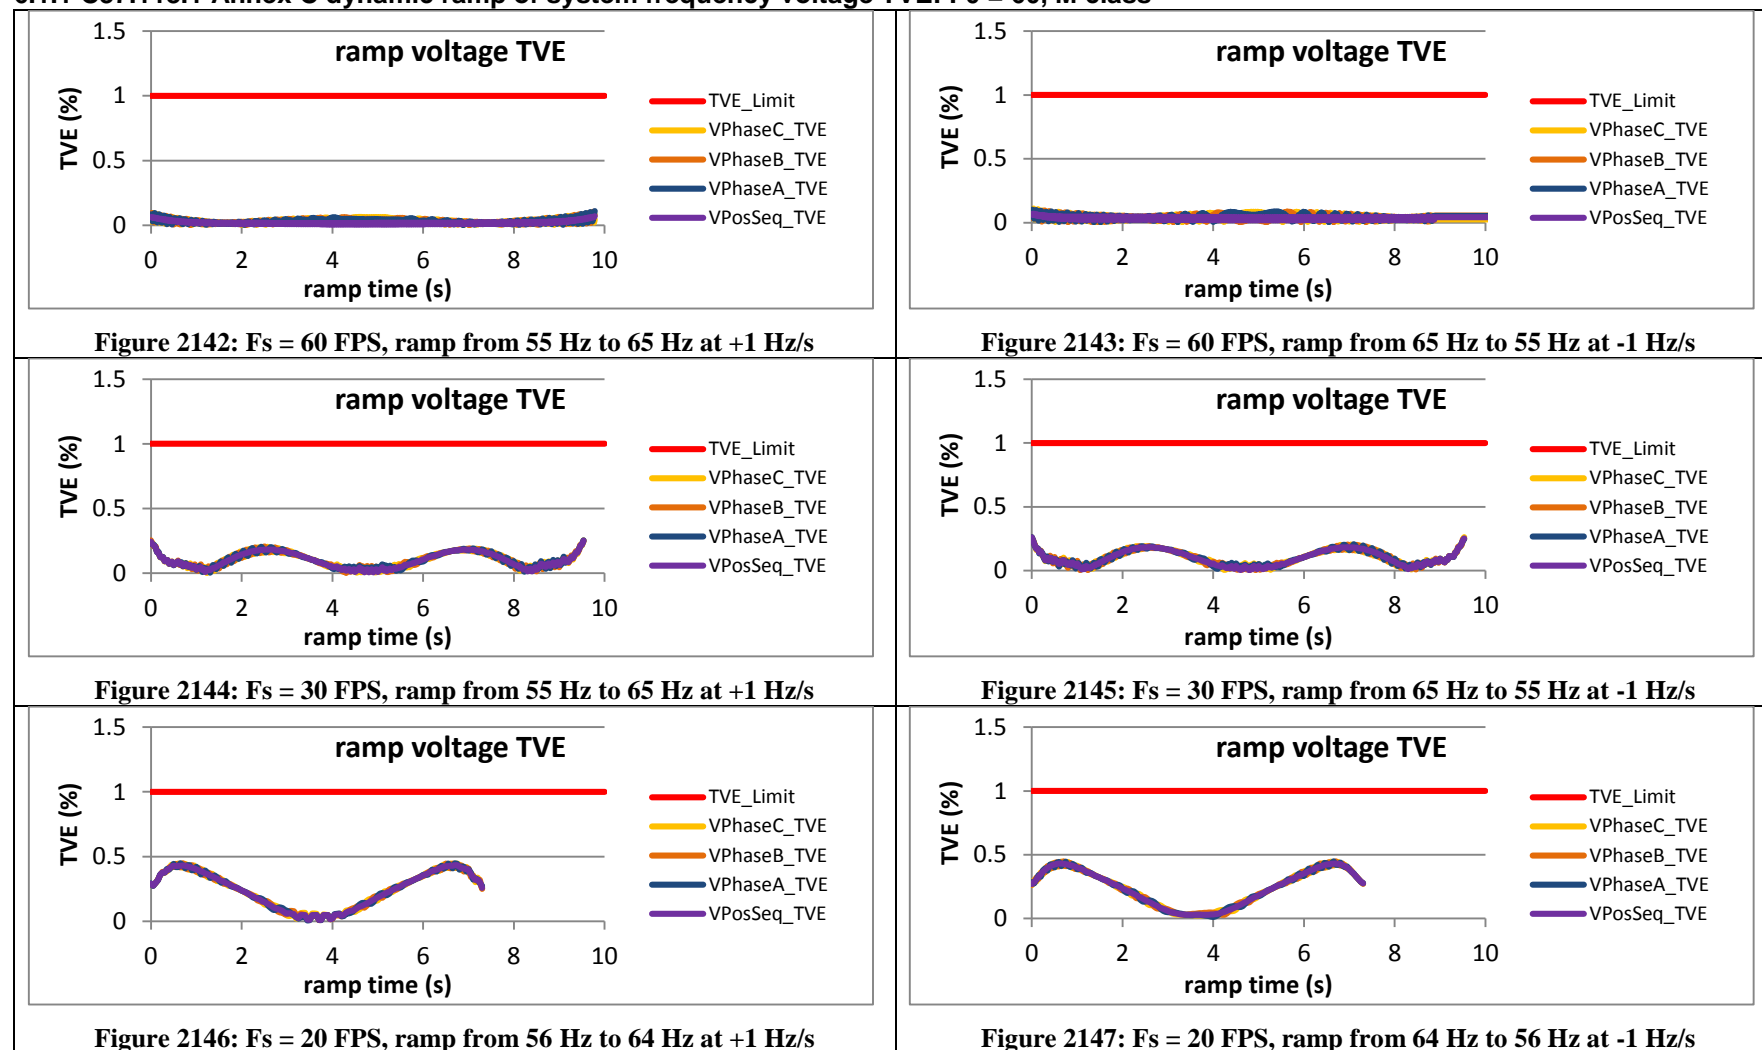 ramp voltage TVE
1.5
1
0.5
0
TVE (%)
0 2 4 6 8 10
ramp time (s)
TVE_Limit
VPhaseC_TVE
VPhaseB_TVE
VPhaseA_TVE
VPosSeq_TVE
Figure 2142: Fs = 60 FPS, ramp from 55 Hz to 65 Hz at +1 Hz/s
ramp voltage TVE
1.5
1
0.5
0
TVE (%)
0 2 4 6 8 10
ramp time (s)
TVE_Limit
VPhaseC_TVE
VPhaseB_TVE
VPhaseA_TVE
VPosSeq_TVE
Figure 2143: Fs = 60 FPS, ramp from 65 Hz to 55 Hz at -1 Hz/s
ramp voltage TVE
1.5
1
0.5
0
TVE (%)
0 2 4 6 8 10
ramp time (s)
TVE_Limit
VPhaseC_TVE
VPhaseB_TVE
VPhaseA_TVE
VPosSeq_TVE
Figure 2144: Fs = 30 FPS, ramp from 55 Hz to 65 Hz at +1 Hz/s
ramp voltage TVE
1.5
1
0.5
0
TVE (%)
0 2 4 6 8 10
ramp time (s)
TVE_Limit
VPhaseC_TVE
VPhaseB_TVE
VPhaseA_TVE
VPosSeq_TVE
Figure 2145: Fs = 30 FPS, ramp from 65 Hz to 55 Hz at -1 Hz/s
ramp voltage TVE
1.5
1
0.5
0
TVE (%)
0 2 4 6 8 10
ramp time (s)
TVE_Limit
VPhaseC_TVE
VPhaseB_TVE
VPhaseA_TVE
VPosSeq_TVE
Figure 2146: Fs = 20 FPS, ramp from 56 Hz to 64 Hz at +1 Hz/s
ramp voltage TVE
1.5
1
0.5
0
TVE (%)
0 2 4 6 8 10
ramp time (s)
TVE_Limit
VPhaseC_TVE
VPhaseB_TVE
VPhaseA_TVE
VPosSeq_TVE
Figure 2147: Fs = 20 FPS, ramp from 64 Hz to 56 Hz at -1 Hz/s